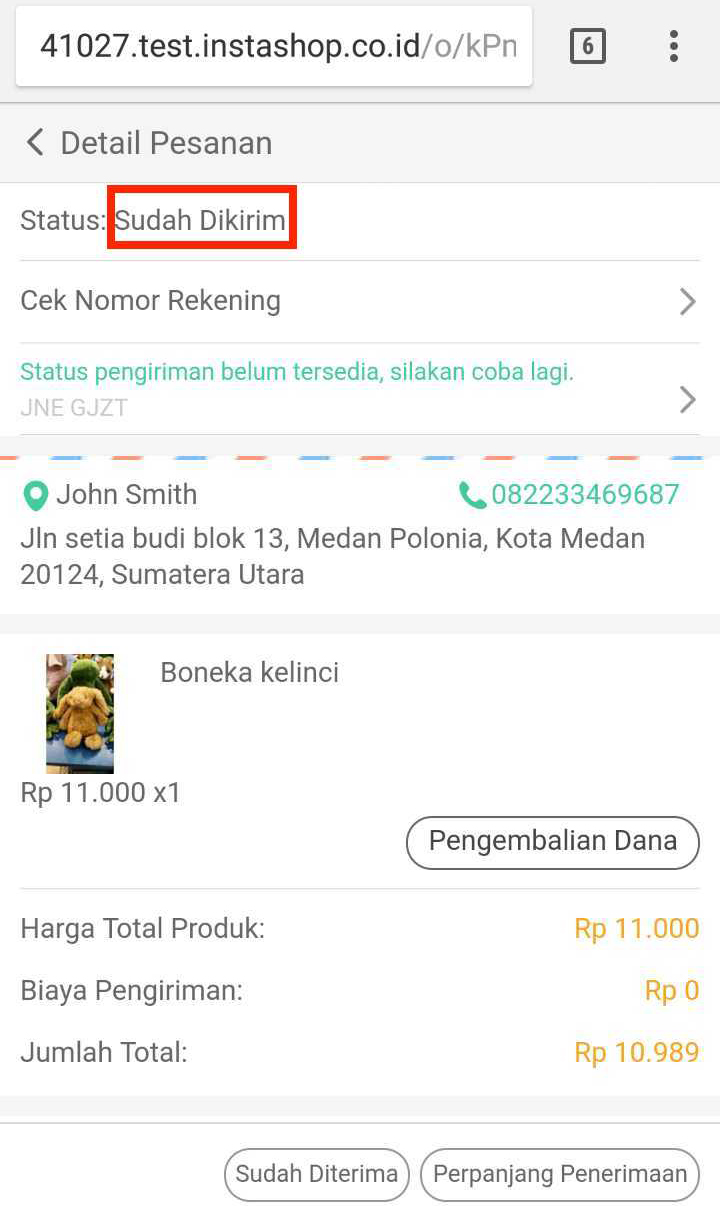 41027.test.instashop.co.id/o/kPn
6
Detail Pesanan
Status: Sudah Dikirim
Cek Nomor Rekening
Status pengiriman belum tersedia, silakan coba lagi.
JNE GJZT
John Smith 082233469687
Jln setia budi blok 13, Medan Polonia, Kota Medan
20124, Sumatera Utara
Boneka kelinci
Rp 11.000 x1
Pengembalian Dana
Harga Total Produk: Rp 11.000
Biaya Pengiriman: Rp 0
Jumlah Total: Rp 10.989
Sudah Diterima Perpanjang Penerimaan